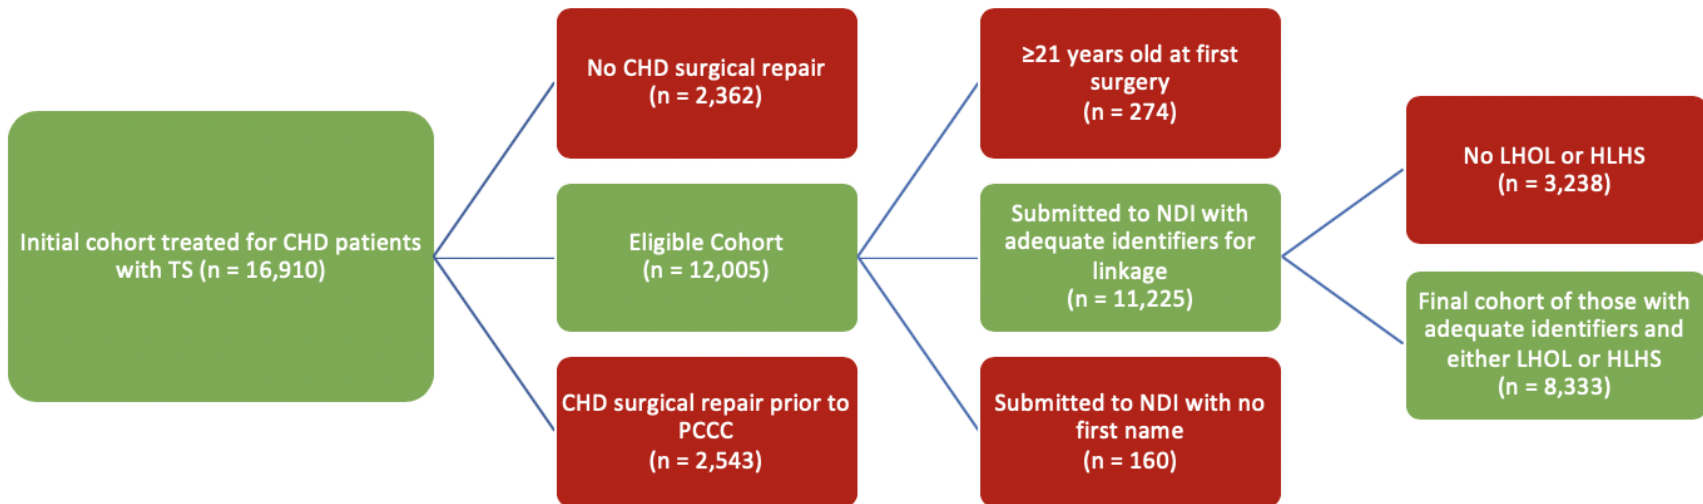 Initial cohort treated for CHD patients
with TS (n = 16,910)
No CHD surgical repair
(n = 2,362)
Eligible Cohort
(n = 12,005)
CHD surgical repair prior to
PCCC
(n = 2,543)
≥21 years old at first
surgery
(n = 274)
Submitted to NDI with
adequate identifiers for
linkage
(n = 11,225)
Submitted to NDI with no
first name
(n = 160)
No LHOL or HLHS
(n = 3,238)
Final cohort of those with
adequate identifiers and
either LHOL or HLHS
(n = 8,333)